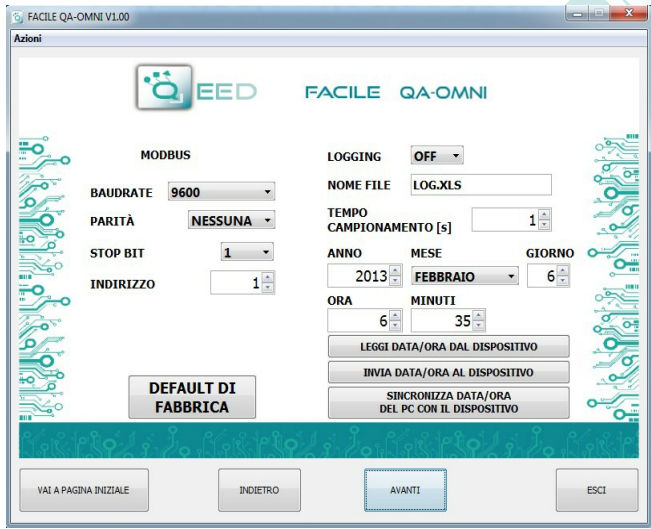 FACILE QA-OMNI V1.00
Azioni
QEED FACILE QA-OMNI
MODBUS
BAUDRATE 9600
PARITÀ NESSUNA
STOP BIT 1
INDIRIZZO 1
DEFAULT DI
FABBRICA
LOGGING OFF
NOME FILE LOG.XLS
TEMPO
CAMPIONAMENTO [s] 1
ANNO MESE GIORNO
2013 FEBBRAIO 6
ORA MINUTI
6 35
LEGGI DATA/ORA DAL DISPOSITIVO
INVIA DATA/ORA AL DISPOSITIVO
SINCRONIZZA DATA/ORA
DEL PC CON IL DISPOSITIVO
VAI A PAGINA INIZIALE INDIETRO AVANTI ESCI